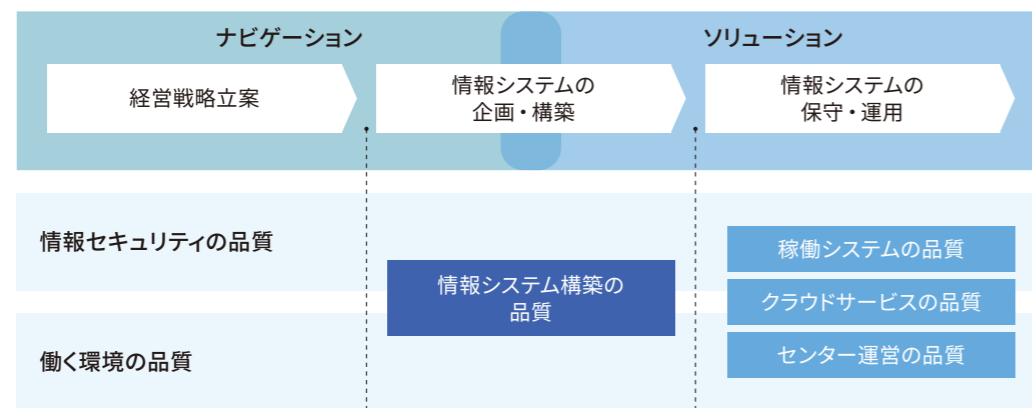 ナビゲーション
ソリューション
経営戦略立案
情報システムの
企画・構築
情報システムの
保守・運用
情報セキュリティの品質
稼働システムの品質
情報システム構築の
品質
クラウドサービスの品質
センター運営の品質
働く環境の品質